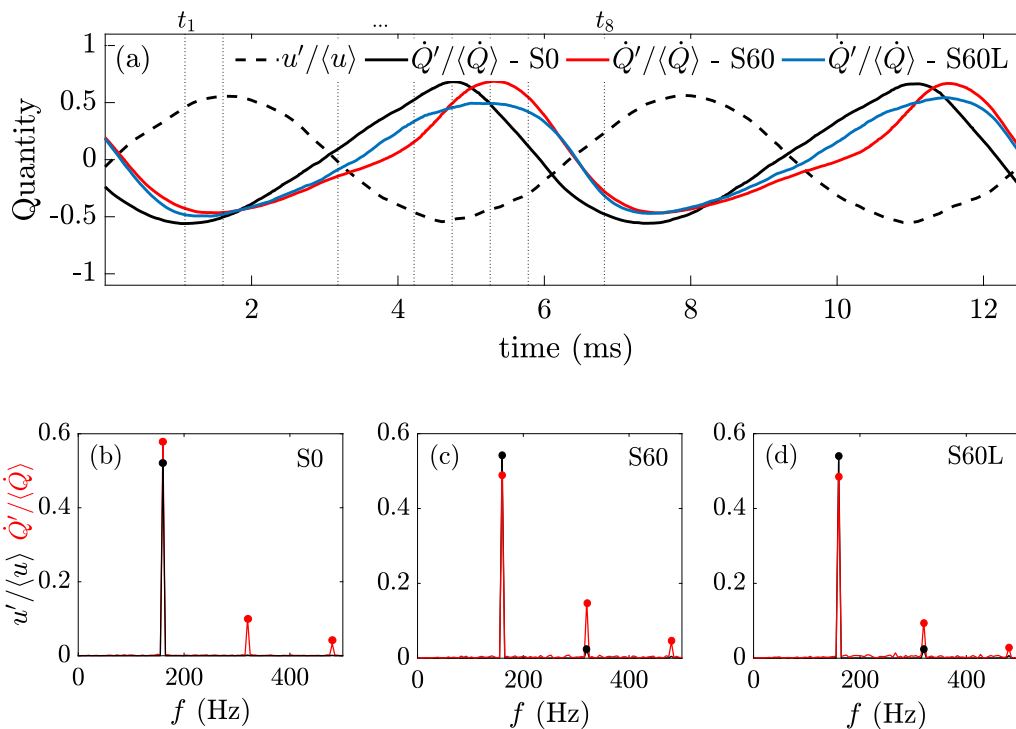 t₁ ... t₈
(a) u′/⟨u⟩ Q̇′/⟨Q̇⟩ - S0 Q̇′/⟨Q̇⟩ - S60 Q̇′/⟨Q̇⟩ - S60L
1
0.5
0
-0.5
-1
Quantity
2 4 6 8 10 12
time (ms)
u′/⟨u⟩ Q̇′/⟨Q̇⟩
(b) S0
0.6
0.4
0.2
0
0 200 400
f (Hz)
(c) S60
0.6
0.4
0.2
0
0 200 400
f (Hz)
(d) S60L
0.6
0.4
0.2
0
0 200 400
f (Hz)